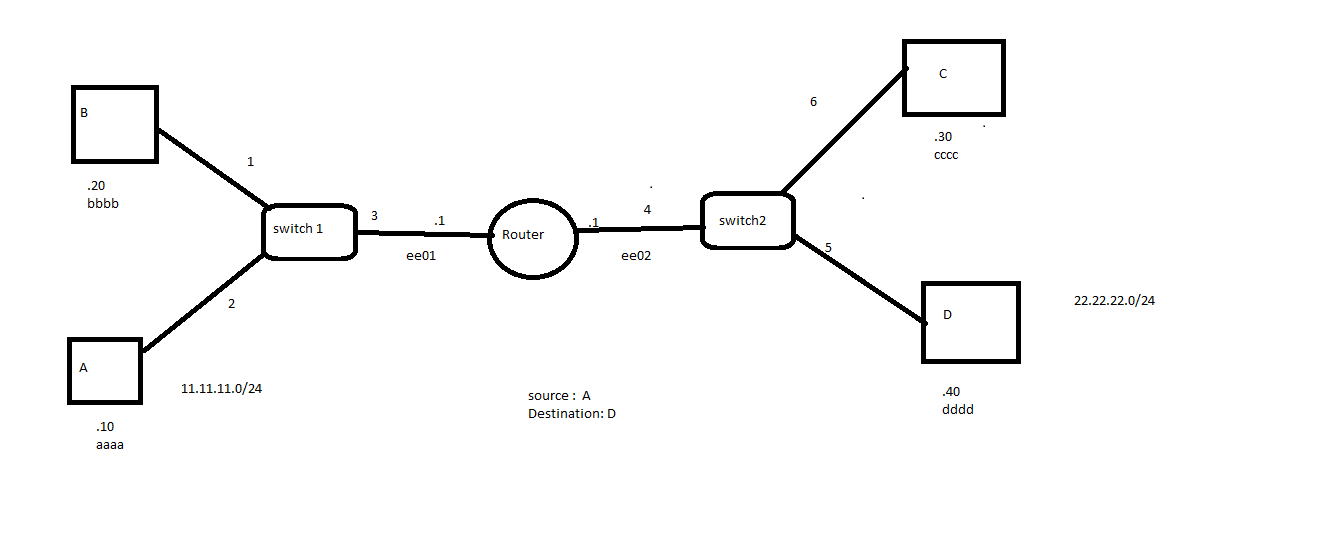 B
.20
bbbb
1
switch 1
3
.1
ee01
Router
.1
4
ee02
switch2
6
C
.30
cccc
5
D
.40
dddd
22.22.22.0/24
2
A
.10
aaaa
11.11.11.0/24
source : A
Destination: D